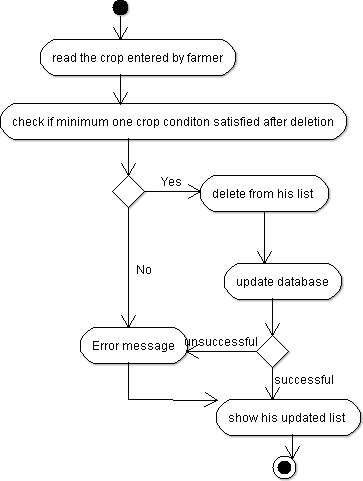 read the crop entered by farmer
check if minimum one crop conditon satisfied after deletion
Yes
delete from his list
No
update database
Error message
unsuccessful
successful
show his updated list